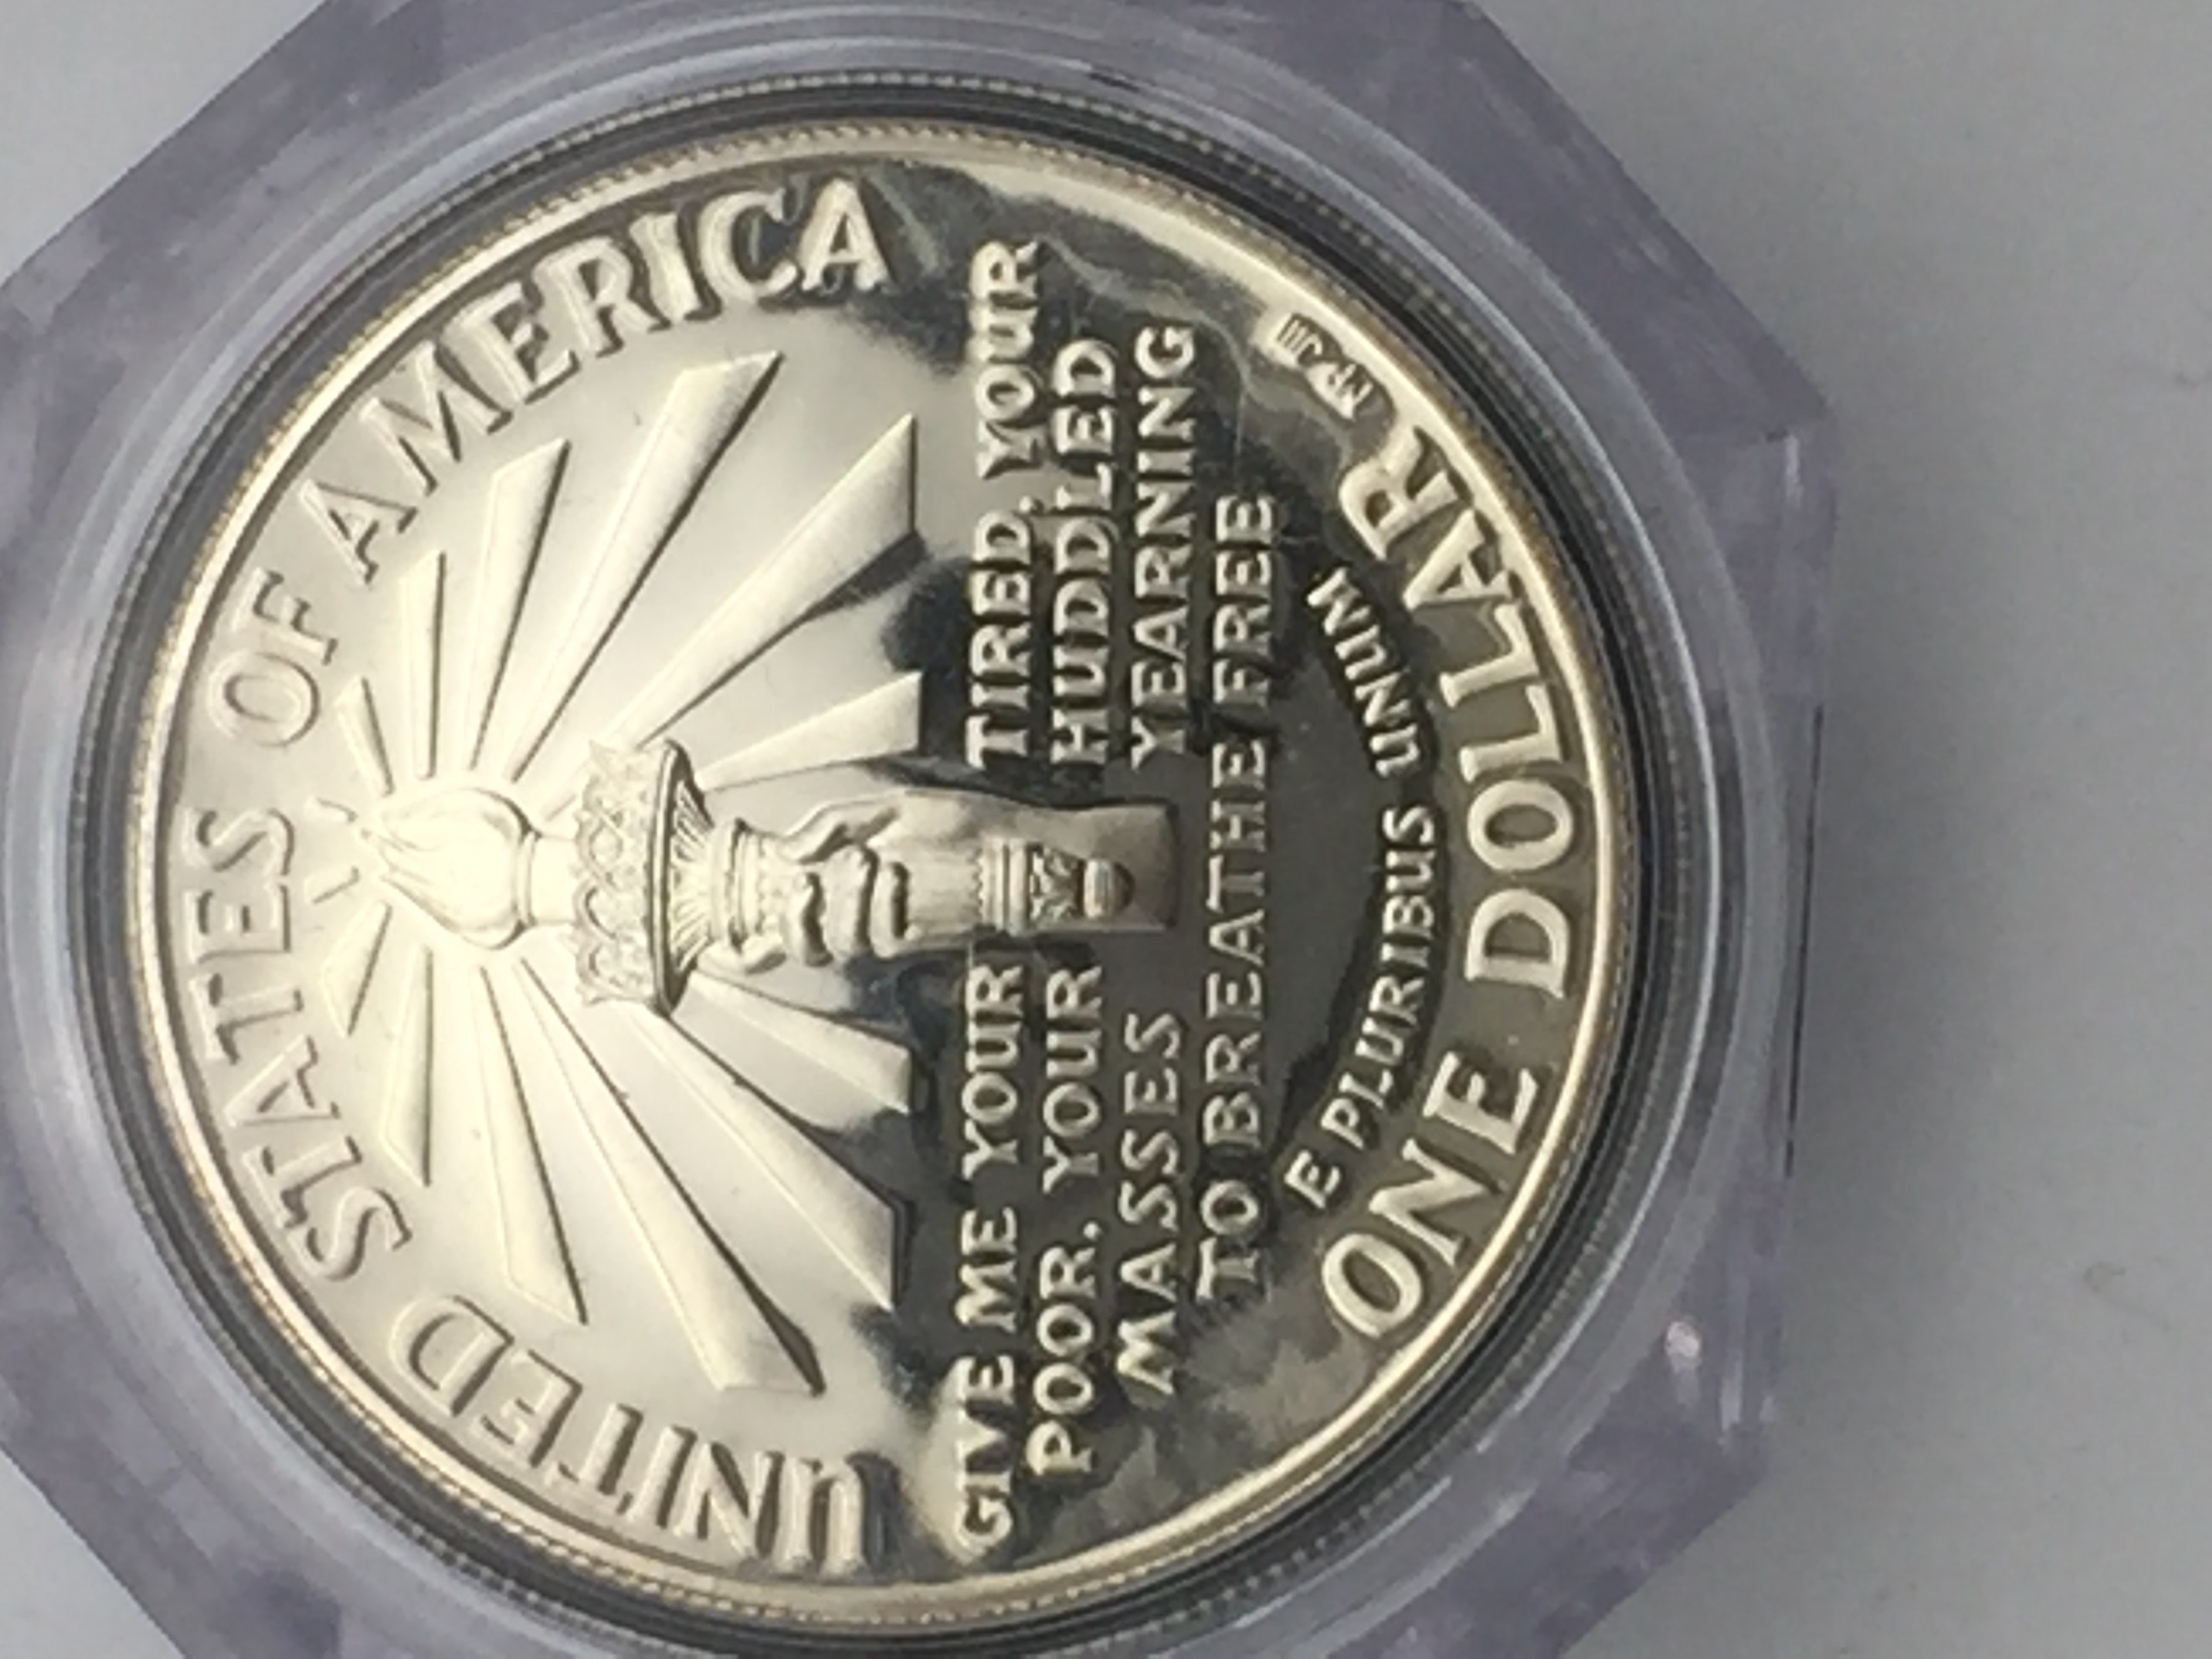 UNITED STATES OF AMERICA
GIVE ME YOUR TIRED, YOUR
POOR, YOUR HUDDLED
MASSES YEARNING
TO BREATHE FREE
E PLURIBUS UNUM
ONE DOLLAR